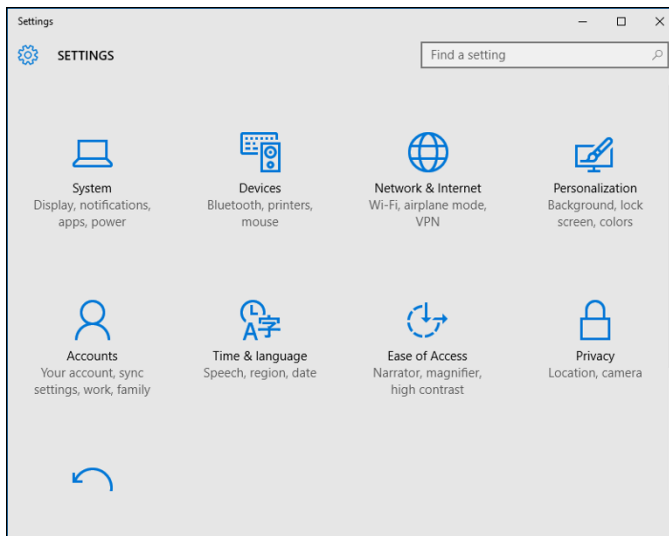 Settings
SETTINGS
Find a setting
System
Display, notifications,
apps, power
Devices
Bluetooth, printers,
mouse
Network & Internet
Wi-Fi, airplane mode,
VPN
Personalization
Background, lock
screen, colors
Accounts
Your account, sync
settings, work, family
Time & language
Speech, region, date
Ease of Access
Narrator, magnifier,
high contrast
Privacy
Location, camera